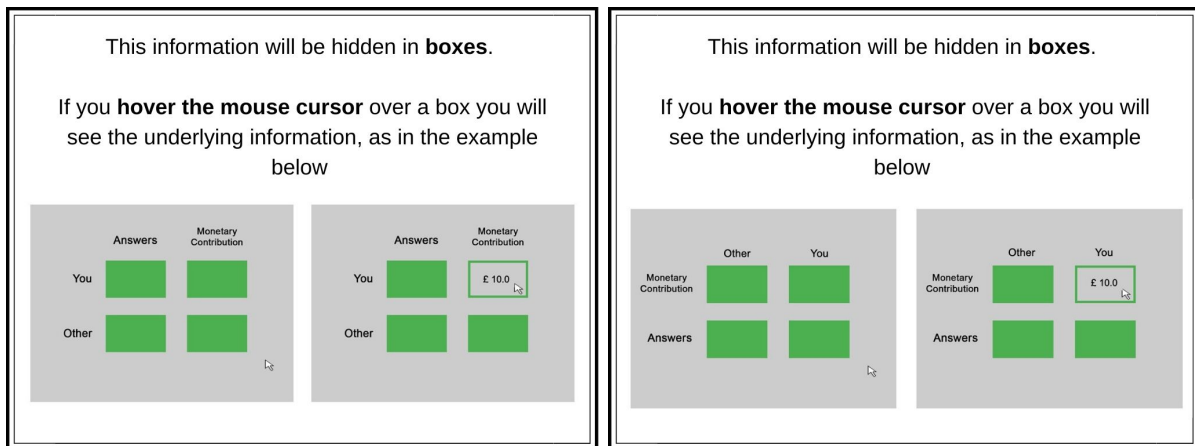 This information will be hidden in boxes.
If you hover the mouse cursor over a box you will
see the underlying information, as in the example
below
Answers
Monetary
Contribution
You
Other
Answers
Monetary
Contribution
You
£ 10.0
Other
This information will be hidden in boxes.
If you hover the mouse cursor over a box you will
see the underlying information, as in the example
below
Other
You
Monetary
Contribution
Answers
Other
You
Monetary
Contribution
£ 10.0
Answers